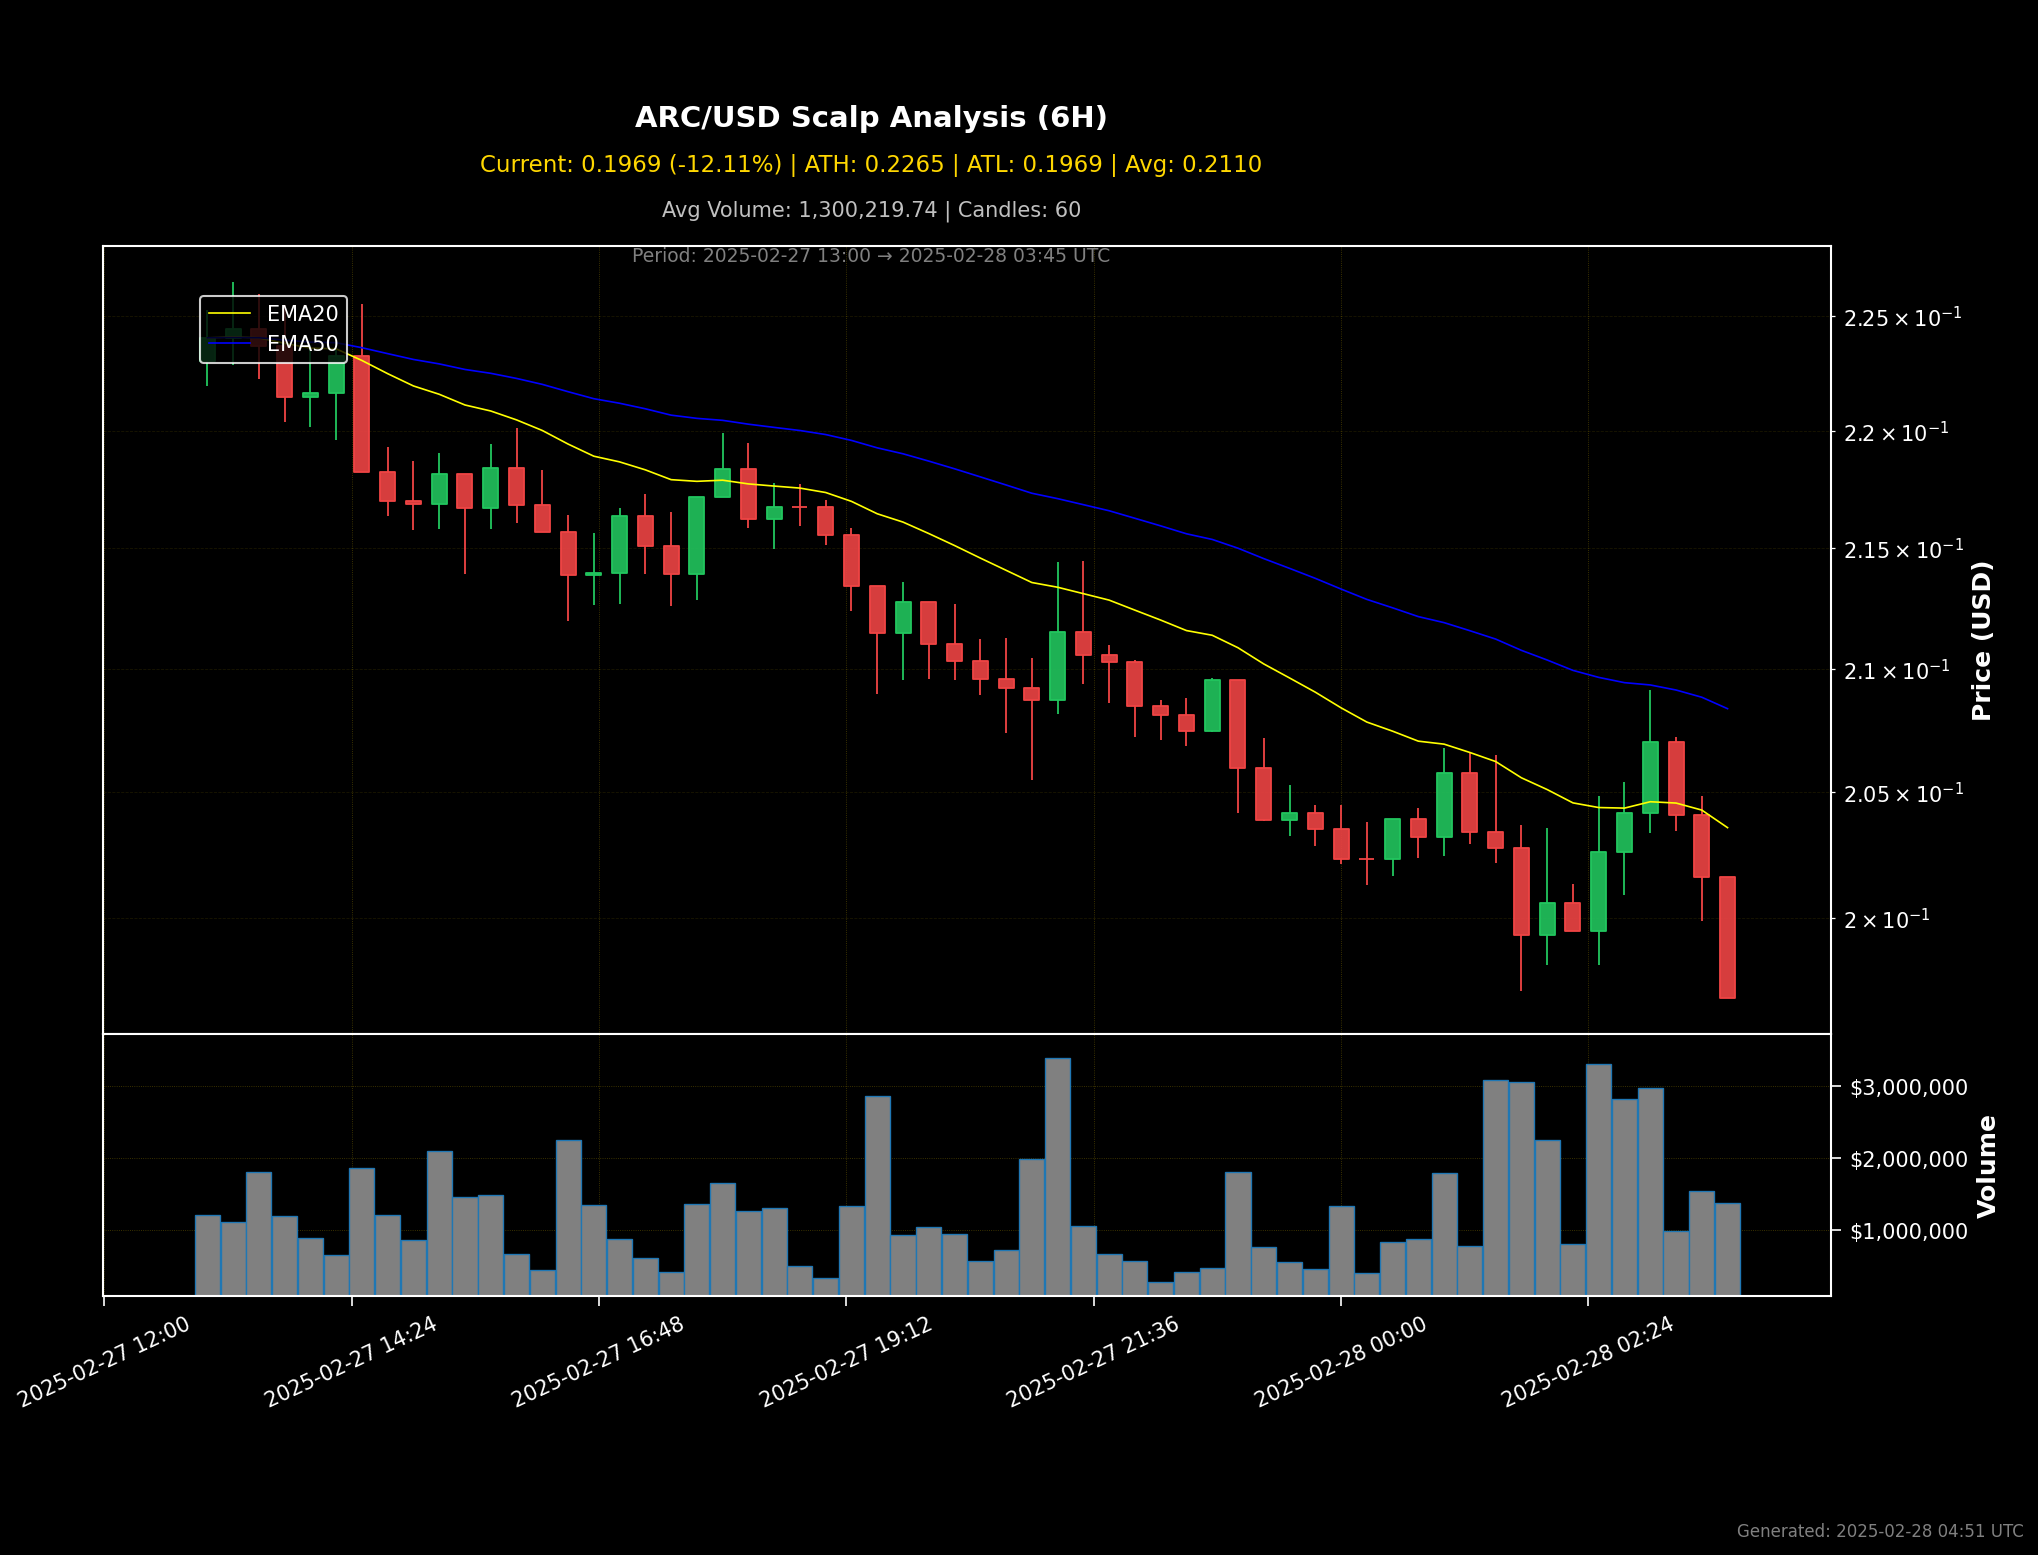 ARC/USD Scalp Analysis (6H)
Current: 0.1969 (-12.11%) | ATH: 0.2265 | ATL: 0.1969 | Avg: 0.2110
Avg Volume: 1,300,219.74 | Candles: 60
Period: 2025-02-27 13:00 → 2025-02-28 03:45 UTC
EMA20
EMA50
2.25 × 10⁻¹
2.2 × 10⁻¹
2.15 × 10⁻¹
2.1 × 10⁻¹
2.05 × 10⁻¹
2 × 10⁻¹
Price (USD)
$3,000,000
$2,000,000
$1,000,000
Volume
2025-02-27 12:00
2025-02-27 14:24
2025-02-27 16:48
2025-02-27 19:12
2025-02-27 21:36
2025-02-28 00:00
2025-02-28 02:24
Generated: 2025-02-28 04:51 UTC